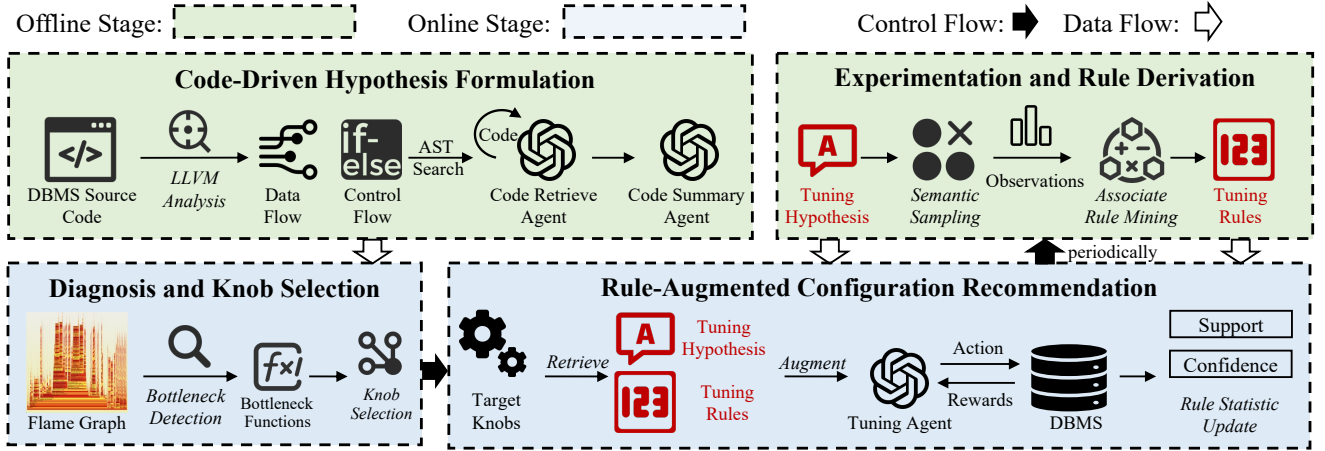 Offline Stage:
Online Stage:
Control Flow:
Data Flow:
Code-Driven Hypothesis Formulation
</>
DBMS Source
Code
LLVM
Analysis
Data
Flow
if-
else
Control
Flow
AST
Search
Code
Code Retrieve
Agent
Code Summary
Agent
Experimentation and Rule Derivation
A
Tuning
Hypothesis
Semantic
Sampling
Observations
Associate
Rule Mining
123
Tuning
Rules
periodically
Diagnosis and Knob Selection
Flame Graph
Bottleneck
Detection
f×/
Bottleneck
Functions
Knob
Selection
Rule-Augmented Configuration Recommendation
Target
Knobs
Retrieve
A
Tuning
Hypothesis
123
Tuning
Rules
Augment
Tuning Agent
Action
Rewards
DBMS
Support
Confidence
Rule Statistic
Update